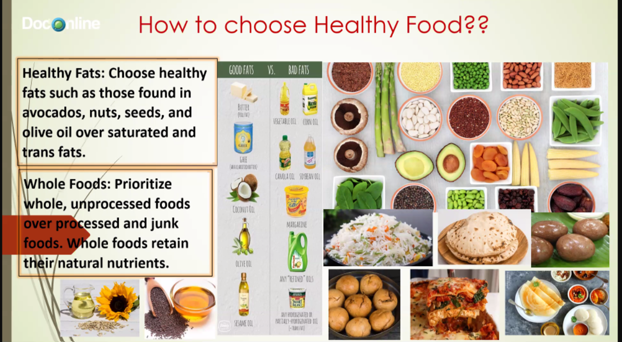 DocOnline
How to choose Healthy Food??
Healthy Fats: Choose healthy
fats such as those found in
avocados, nuts, seeds, and
olive oil over saturated and
trans fats.
Whole Foods: Prioritize
whole, unprocessed foods
over processed and junk
foods. Whole foods retain
their natural nutrients.
GOOD FATS VS. BAD FATS
BUTTER
VEGETABLE OIL CORN OIL
GHEE
CANOLA OIL SOYBEAN OIL
COCONUT OIL
MARGARINE
OLIVE OIL
ANY "REFINED" OILS
SESAME OIL
ANY HYDROGENATED OR
PARTIALLY-HYDROGENATED OIL